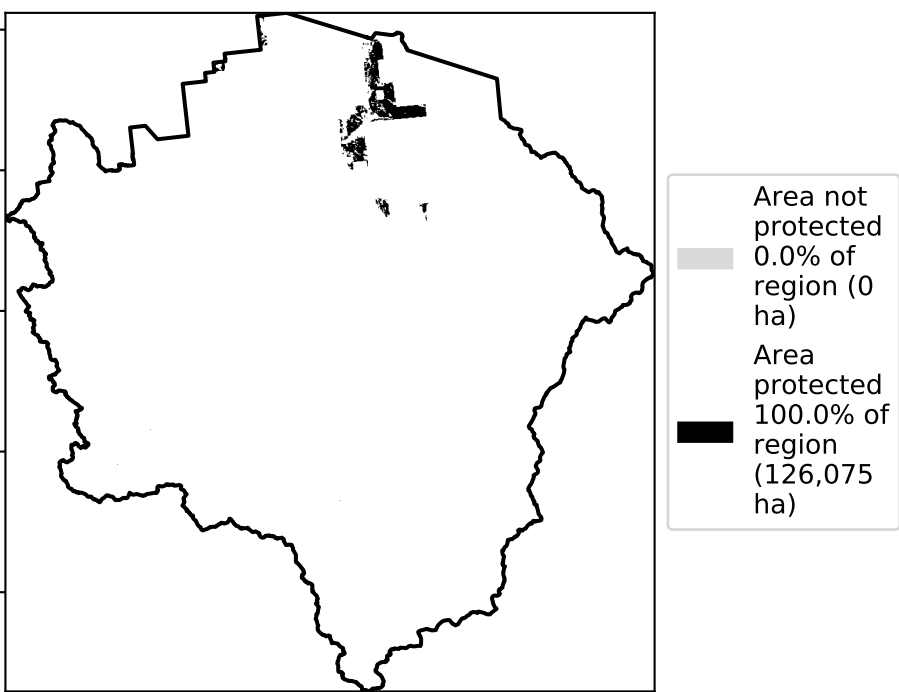 Area not
protected
0.0% of
region (0
ha)
Area
protected
100.0% of
region
(126,075
ha)